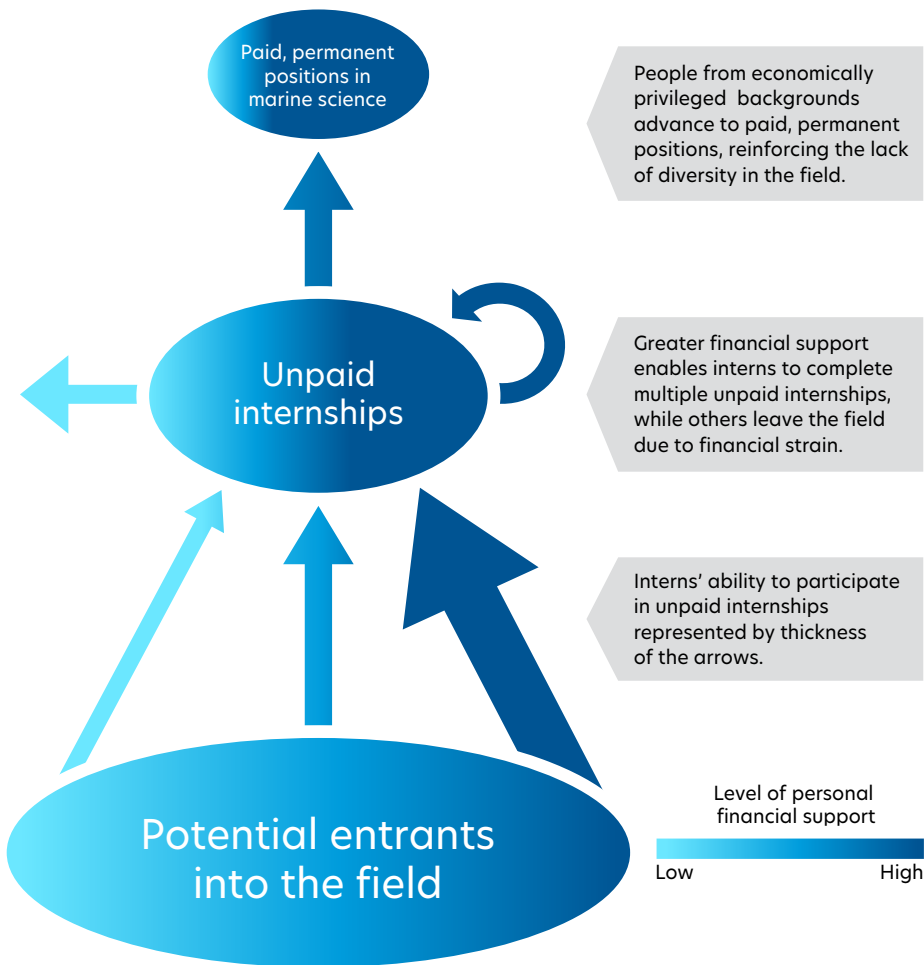 Paid, permanent
positions in
marine science
People from economically
privileged backgrounds
advance to paid, permanent
positions, reinforcing the lack
of diversity in the field.
Unpaid
internships
Greater financial support
enables interns to complete
multiple unpaid internships,
while others leave the field
due to financial strain.
Interns’ ability to participate
in unpaid internships
represented by thickness
of the arrows.
Potential entrants
into the field
Level of personal
financial support
Low High